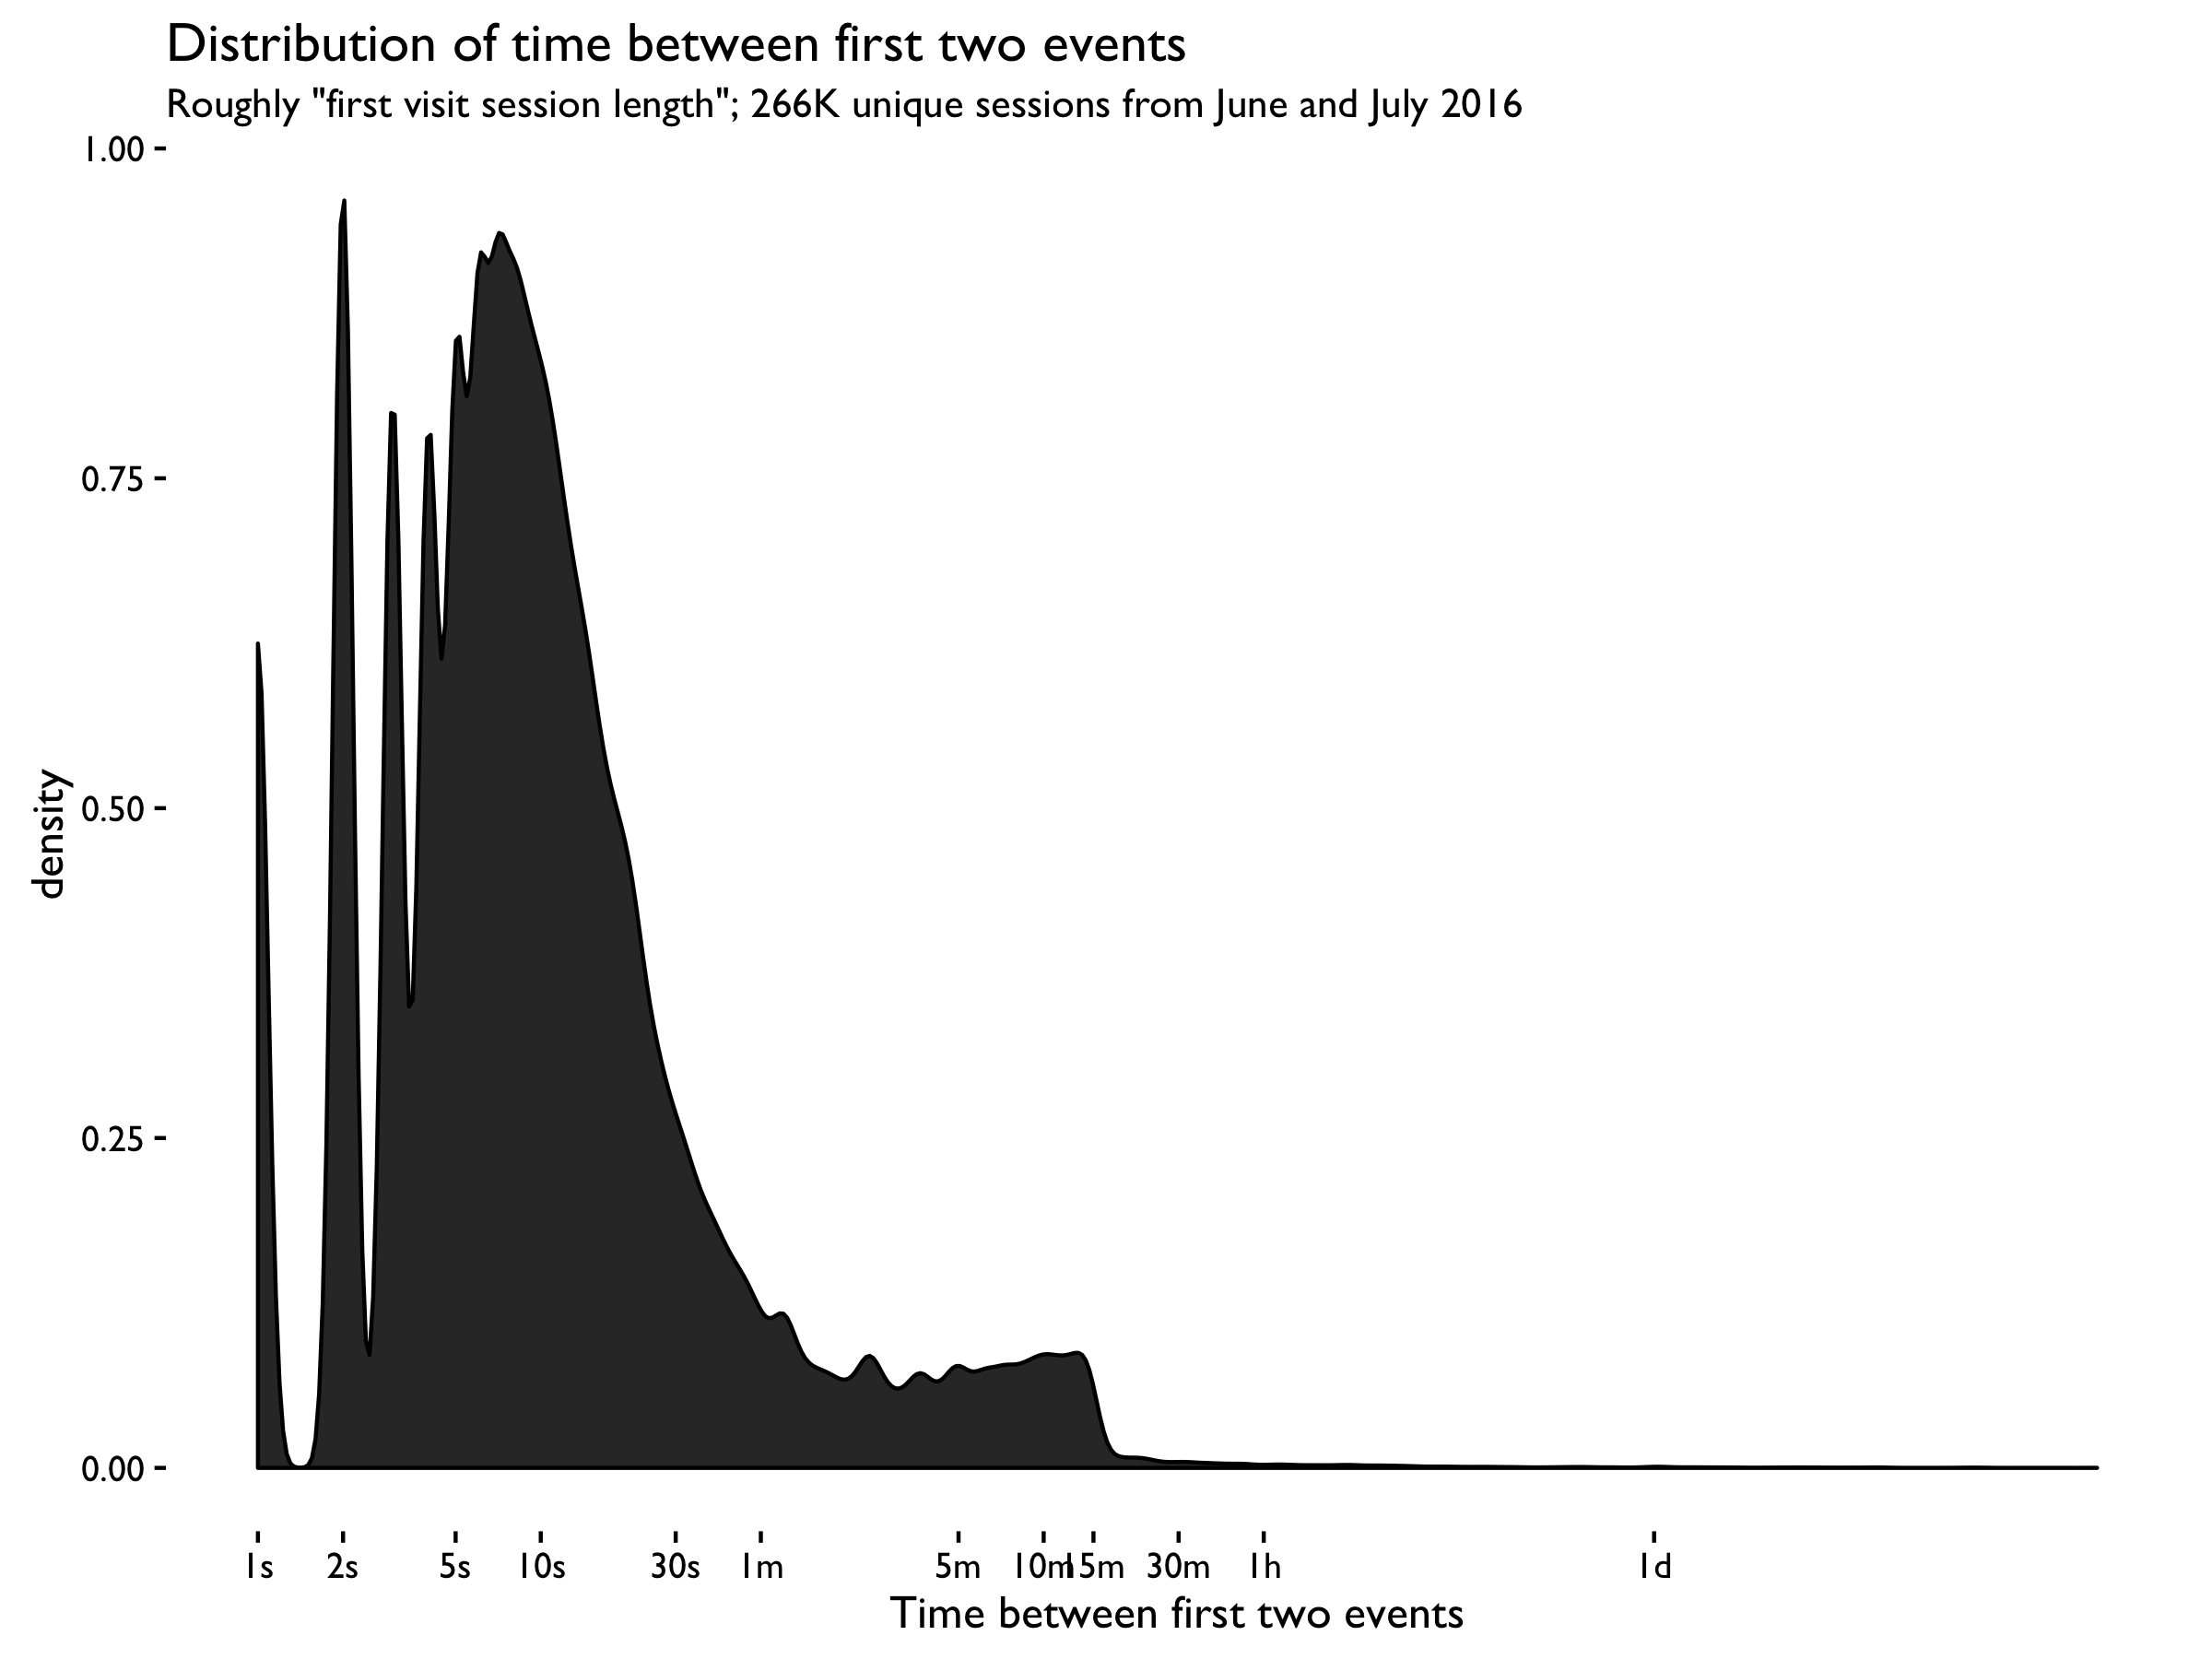 Distribution of time between first two events
Roughly "first visit session length"; 266K unique sessions from June and July 2016
1.00
0.75
0.50
0.25
0.00
density
1s 2s 5s 10s 30s 1m 5m 10m 15m 30m 1h 1d
Time between first two events